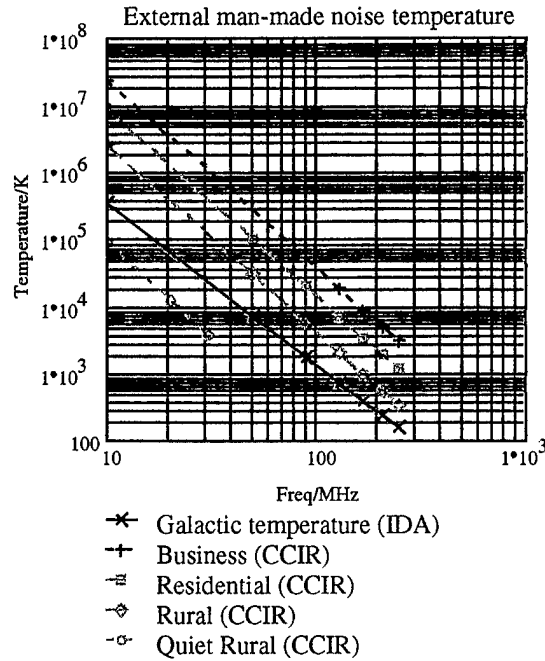 External man-made noise temperature
1•10⁸
1•10⁷
1•10⁶
1•10⁵
1•10⁴
1•10³
100
Temperature/K
10
100
1•10³
Freq/MHz
Galactic temperature (IDA)
Business (CCIR)
Residential (CCIR)
Rural (CCIR)
Quiet Rural (CCIR)